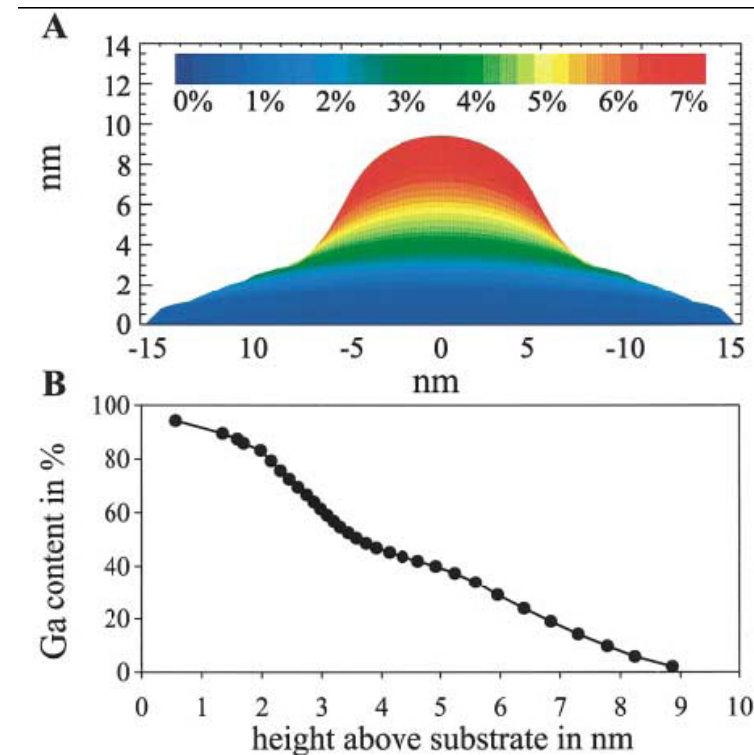 A
14
12
10
8
6
4
2
0
nm
0% 1% 2% 3% 4% 5% 6% 7%
-15 10 -5 0 5 -10 15
nm
B
100
80
60
40
20
0
Ga content in %
0 1 2 3 4 5 6 7 8 9 10
height above substrate in nm